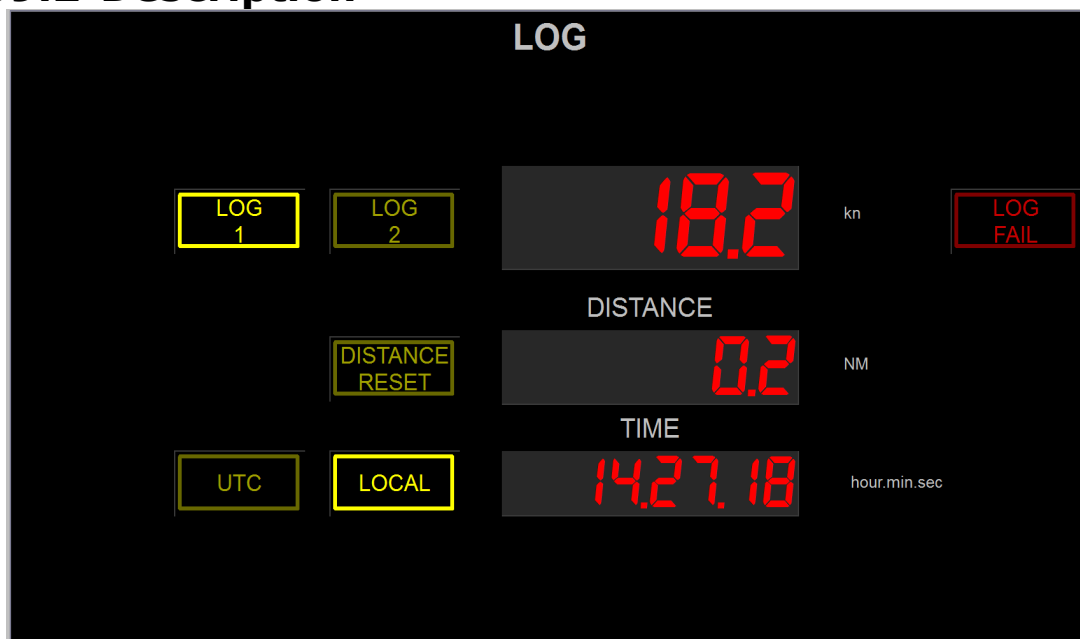 Description
LOG
LOG
1
LOG
2
18.2
kn
LOG
FAIL
DISTANCE
DISTANCE
RESET
0.2
NM
TIME
UTC
LOCAL
14.27.18
hour.min.sec